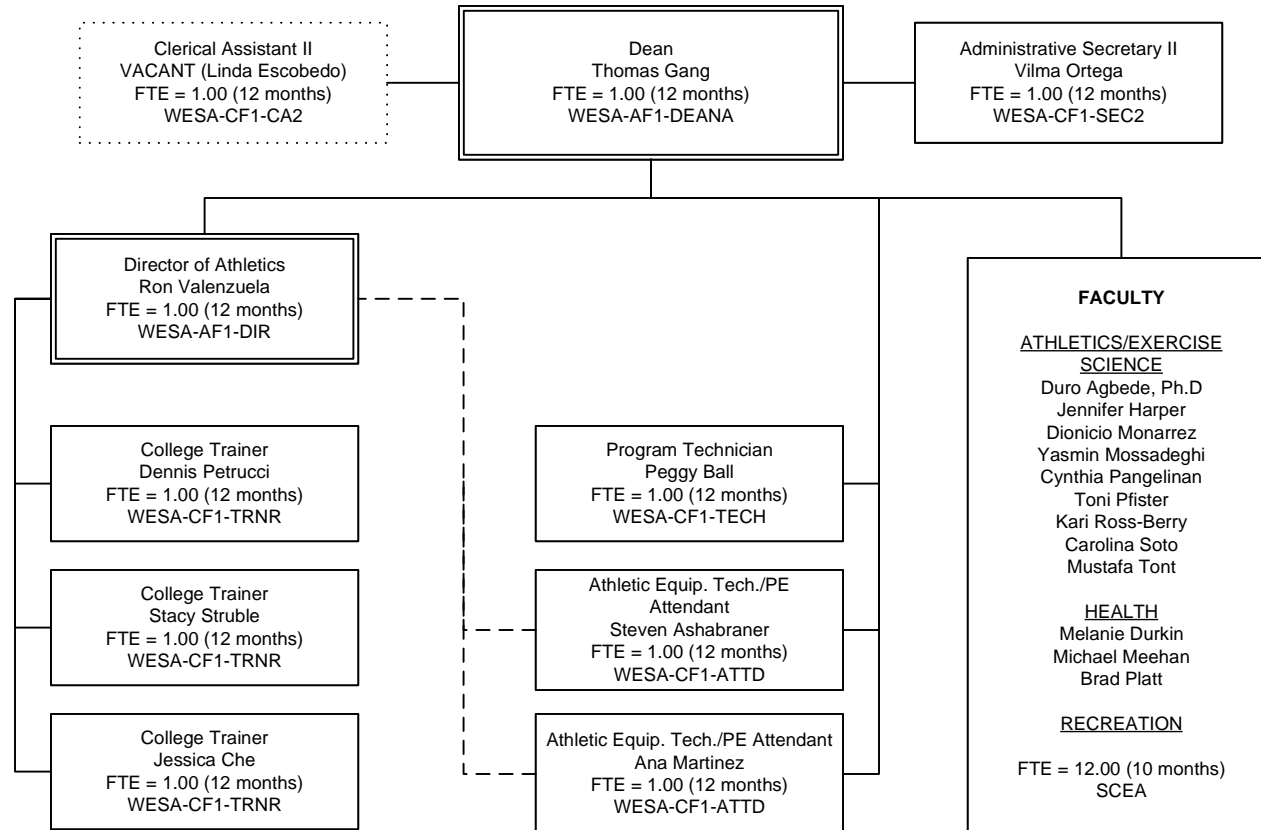 Clerical Assistant II
VACANT (Linda Escobedo)
FTE = 1.00 (12 months)
WESA-CF1-CA2
Dean
Thomas Gang
FTE = 1.00 (12 months)
WESA-AF1-DEANA
Administrative Secretary II
Vilma Ortega
FTE = 1.00 (12 months)
WESA-CF1-SEC2
Director of Athletics
Ron Valenzuela
FTE = 1.00 (12 months)
WESA-AF1-DIR
College Trainer
Dennis Petrucci
FTE = 1.00 (12 months)
WESA-CF1-TRNR
College Trainer
Stacy Struble
FTE = 1.00 (12 months)
WESA-CF1-TRNR
College Trainer
Jessica Che
FTE = 1.00 (12 months)
WESA-CF1-TRNR
Program Technician
Peggy Ball
FTE = 1.00 (12 months)
WESA-CF1-TECH
Athletic Equip. Tech./PE
Attendant
Steven Ashabraner
FTE = 1.00 (12 months)
WESA-CF1-ATTD
Athletic Equip. Tech./PE Attendant
Ana Martinez
FTE = 1.00 (12 months)
WESA-CF1-ATTD
FACULTY
ATHLETICS/EXERCISE
SCIENCE
Duro Agbede, Ph.D
Jennifer Harper
Dionicio Monarrez
Yasmin Mossadeghi
Cynthia Pangelinan
Toni Pfister
Kari Ross-Berry
Carolina Soto
Mustafa Tont
HEALTH
Melanie Durkin
Michael Meehan
Brad Platt
RECREATION
FTE = 12.00 (10 months)
SCEA